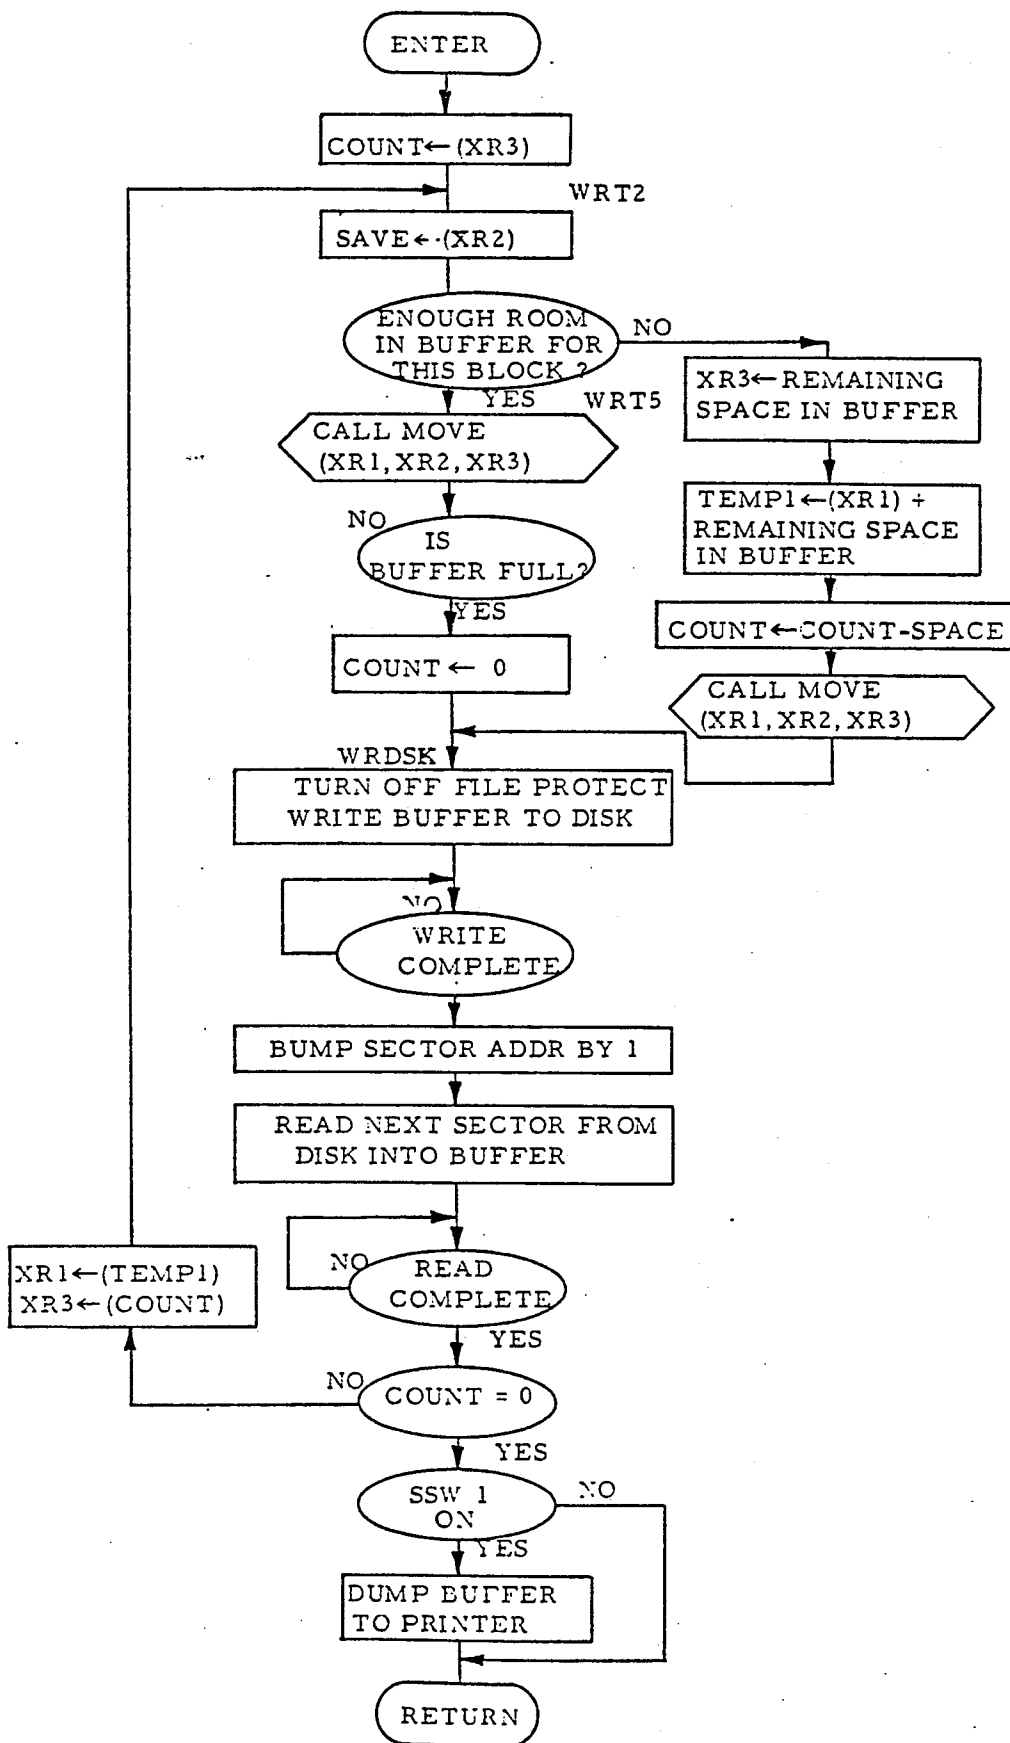 ENTER
COUNT←(XR3)
WRT2
SAVE←(XR2)
ENOUGH ROOM
IN BUFFER FOR
THIS BLOCK ?
NO
YES
WRT5
XR3←REMAINING
SPACE IN BUFFER
CALL MOVE
(XR1, XR2, XR3)
TEMP1←(XR1) +
REMAINING SPACE
IN BUFFER
NO
IS
BUFFER FULL?
YES
COUNT←COUNT-SPACE
COUNT ← 0
CALL MOVE
(XR1, XR2, XR3)
WRDSK
TURN OFF FILE PROTECT
WRITE BUFFER TO DISK
NO
WRITE
COMPLETE
BUMP SECTOR ADDR BY 1
READ NEXT SECTOR FROM
DISK INTO BUFFER
NO
READ
COMPLETE
YES
XR1←(TEMP1)
XR3←(COUNT)
NO
COUNT = 0
YES
SSW 1
ON
NO
YES
DUMP BUFFER
TO PRINTER
RETURN